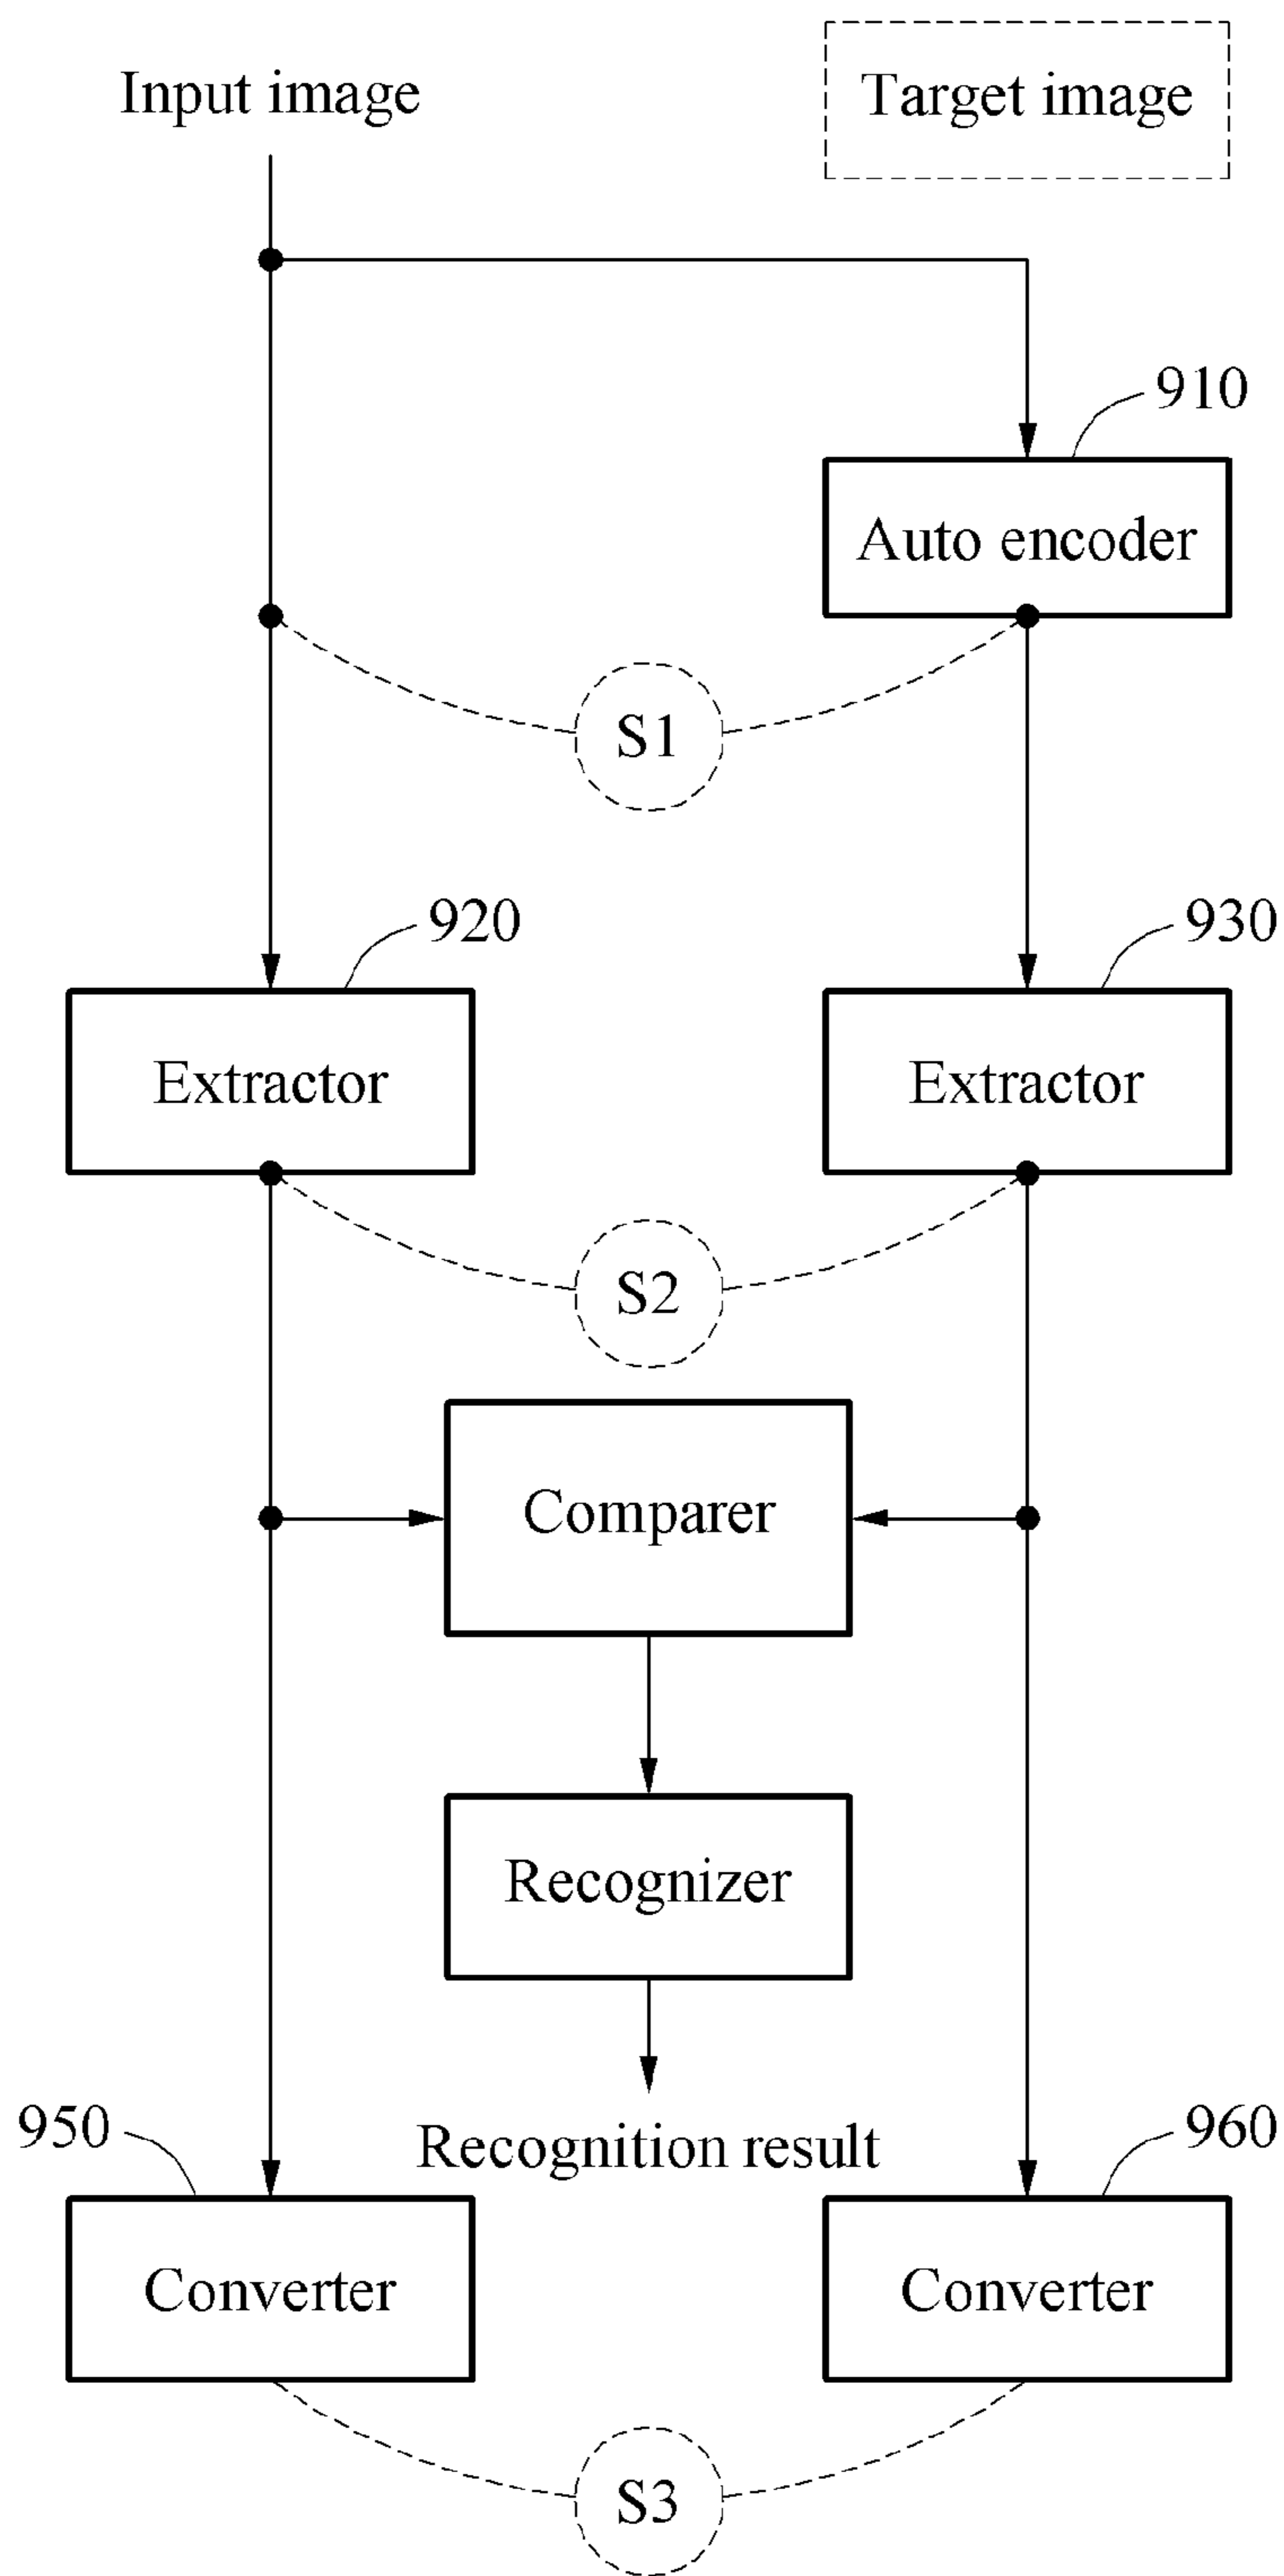 Input image
Target image
910
Auto encoder
S1
920
930
Extractor
Extractor
S2
Comparer
Recognizer
950
Recognition result
960
Converter
Converter
S3